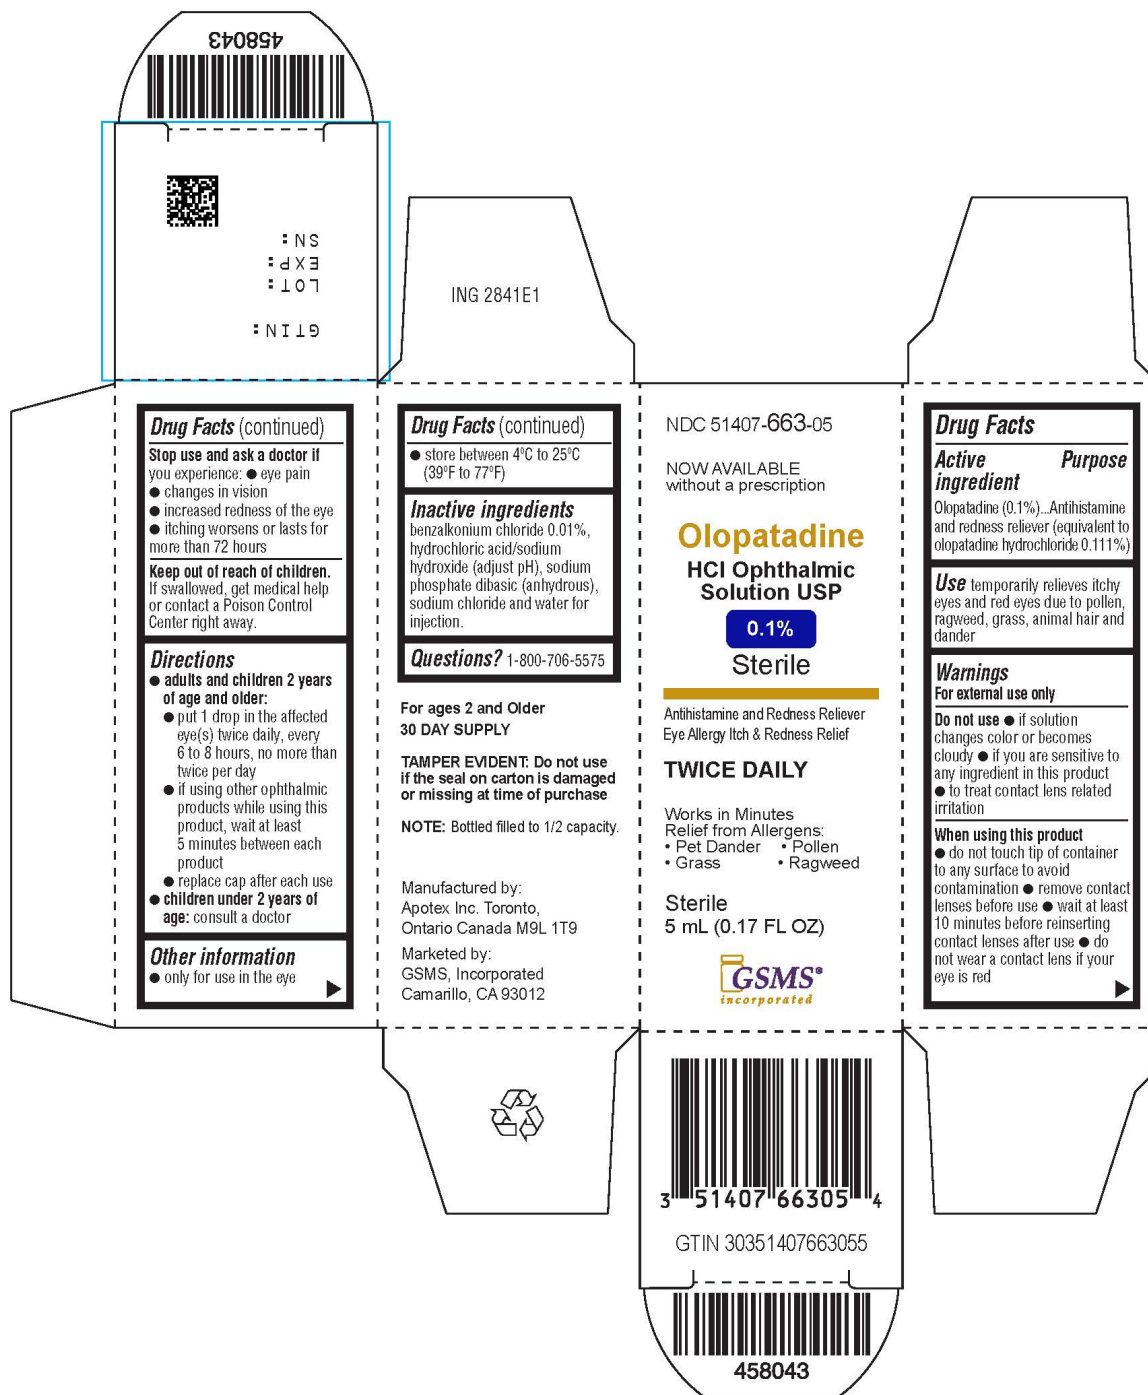 458043
SN:
EXP:
LOT:
GTIN:
ING 2841E1
Drug Facts (continued)
Stop use and ask a doctor if
you experience: ● eye pain
● changes in vision
● increased redness of the eye
● itching worsens or lasts for
more than 72 hours
Keep out of reach of children.
If swallowed, get medical help
or contact a Poison Control
Center right away.
Directions
● adults and children 2 years
of age and older:
● put 1 drop in the affected
eye(s) twice daily, every
6 to 8 hours, no more than
twice per day
● if using other ophthalmic
products while using this
product, wait at least
5 minutes between each
product
● replace cap after each use
● children under 2 years of
age: consult a doctor
Other information
● only for use in the eye
Drug Facts (continued)
● store between 4ºC to 25ºC
(39ºF to 77ºF)
Inactive ingredients
benzalkonium chloride 0.01%,
hydrochloric acid/sodium
hydroxide (adjust pH), sodium
phosphate dibasic (anhydrous),
sodium chloride and water for
injection.
Questions? 1-800-706-5575
For ages 2 and Older
30 DAY SUPPLY
TAMPER EVIDENT: Do not use
if the seal on carton is damaged
or missing at time of purchase
NOTE: Bottled filled to 1/2 capacity.
Manufactured by:
Apotex Inc. Toronto,
Ontario Canada M9L 1T9
Marketed by:
GSMS, Incorporated
Camarillo, CA 93012
NDC 51407-663-05
NOW AVAILABLE
without a prescription
Olopatadine
HCl Ophthalmic
Solution USP
0.1%
Sterile
Antihistamine and Redness Reliever
Eye Allergy Itch & Redness Relief
TWICE DAILY
Works in Minutes
Relief from Allergens:
• Pet Dander • Pollen
• Grass • Ragweed
Sterile
5 mL (0.17 FL OZ)
GSMS®
incorporated
3 51407 66305 4
GTIN 30351407663055
458043
Drug Facts
Active Purpose
ingredient
Olopatadine (0.1%)...Antihistamine
and redness reliever (equivalent to
olopatadine hydrochloride 0.111%)
Use temporarily relieves itchy
eyes and red eyes due to pollen,
ragweed, grass, animal hair and
dander
Warnings
For external use only
Do not use ● if solution
changes color or becomes
cloudy ● if you are sensitive to
any ingredient in this product
● to treat contact lens related
irritation
When using this product
● do not touch tip of container
to any surface to avoid
contamination ● remove contact
lenses before use ● wait at least
10 minutes before reinserting
contact lenses after use ● do
not wear a contact lens if your
eye is red